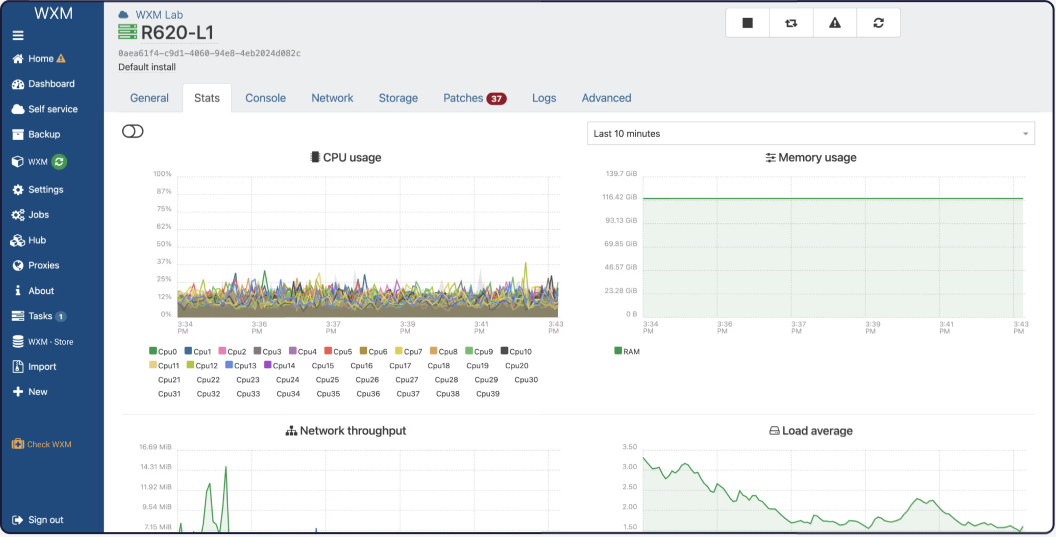 WXM
Home
Dashboard
Self service
Backup
WXM
Settings
Jobs
Hub
Proxies
About
Tasks 1
WXM - Store
Import
New
Check WXM
Sign out
WXM Lab
R620-L1
0aea61f4-c9d1-4060-94e8-4eb2024d082c
Default install
General Stats Console Network Storage Patches 37 Logs Advanced
Last 10 minutes
CPU usage
100%
87%
75%
62%
50%
37%
25%
12%
0%
3:34 PM 3:36 PM 3:37 PM 3:39 PM 3:41 PM 3:43 PM
Cpu0 Cpu1 Cpu2 Cpu3 Cpu4 Cpu5 Cpu6 Cpu7 Cpu8 Cpu9 Cpu10
Cpu11 Cpu12 Cpu13 Cpu14 Cpu15 Cpu16 Cpu17 Cpu18 Cpu19 Cpu20
Cpu21 Cpu22 Cpu23 Cpu24 Cpu25 Cpu26 Cpu27 Cpu28 Cpu29 Cpu30
Cpu31 Cpu32 Cpu33 Cpu34 Cpu35 Cpu36 Cpu37 Cpu38 Cpu39
Memory usage
139.7 GiB
116.42 GiB
93.13 GiB
69.85 GiB
46.57 GiB
23.28 GiB
0 B
3:34 PM 3:36 PM 3:37 PM 3:39 PM 3:41 PM 3:43 PM
RAM
Network throughput
16.69 MiB
14.31 MiB
11.92 MiB
9.54 MiB
7.15 MiB
Load average
3.50
3.00
2.50
2.00
1.50